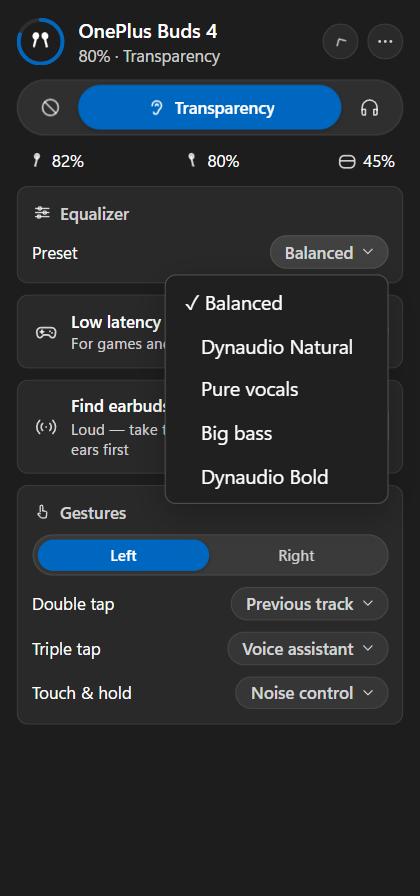 OnePlus Buds 4
80% · Transparency
Transparency
82%
80%
45%
Equalizer
Preset
Balanced
✓ Balanced
Dynaudio Natural
Pure vocals
Big bass
Dynaudio Bold
Low latency
For games
Find earbuds
Loud — take
ears first
Gestures
Left
Right
Double tap
Previous track
Triple tap
Voice assistant
Touch & hold
Noise control